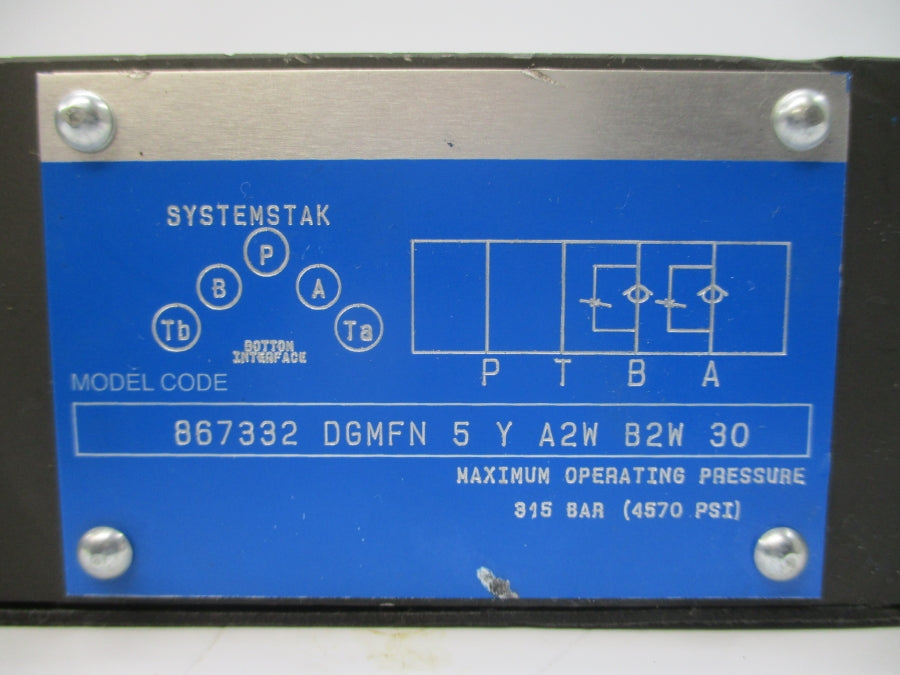 SYSTEMSTAK
P
B A
Tb Ta
BOTTOM
INTERFACE
P T B A
MODEL CODE
867332 DGMFN 5 Y A2W B2W 30
MAXIMUM OPERATING PRESSURE
315 BAR (4570 PSI)